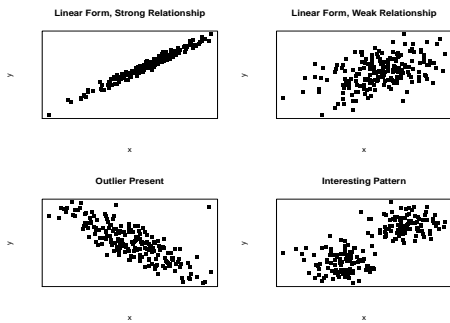 Linear Form, Strong Relationship
y
x
Linear Form, Weak Relationship
y
x
Outlier Present
y
x
Interesting Pattern
y
x